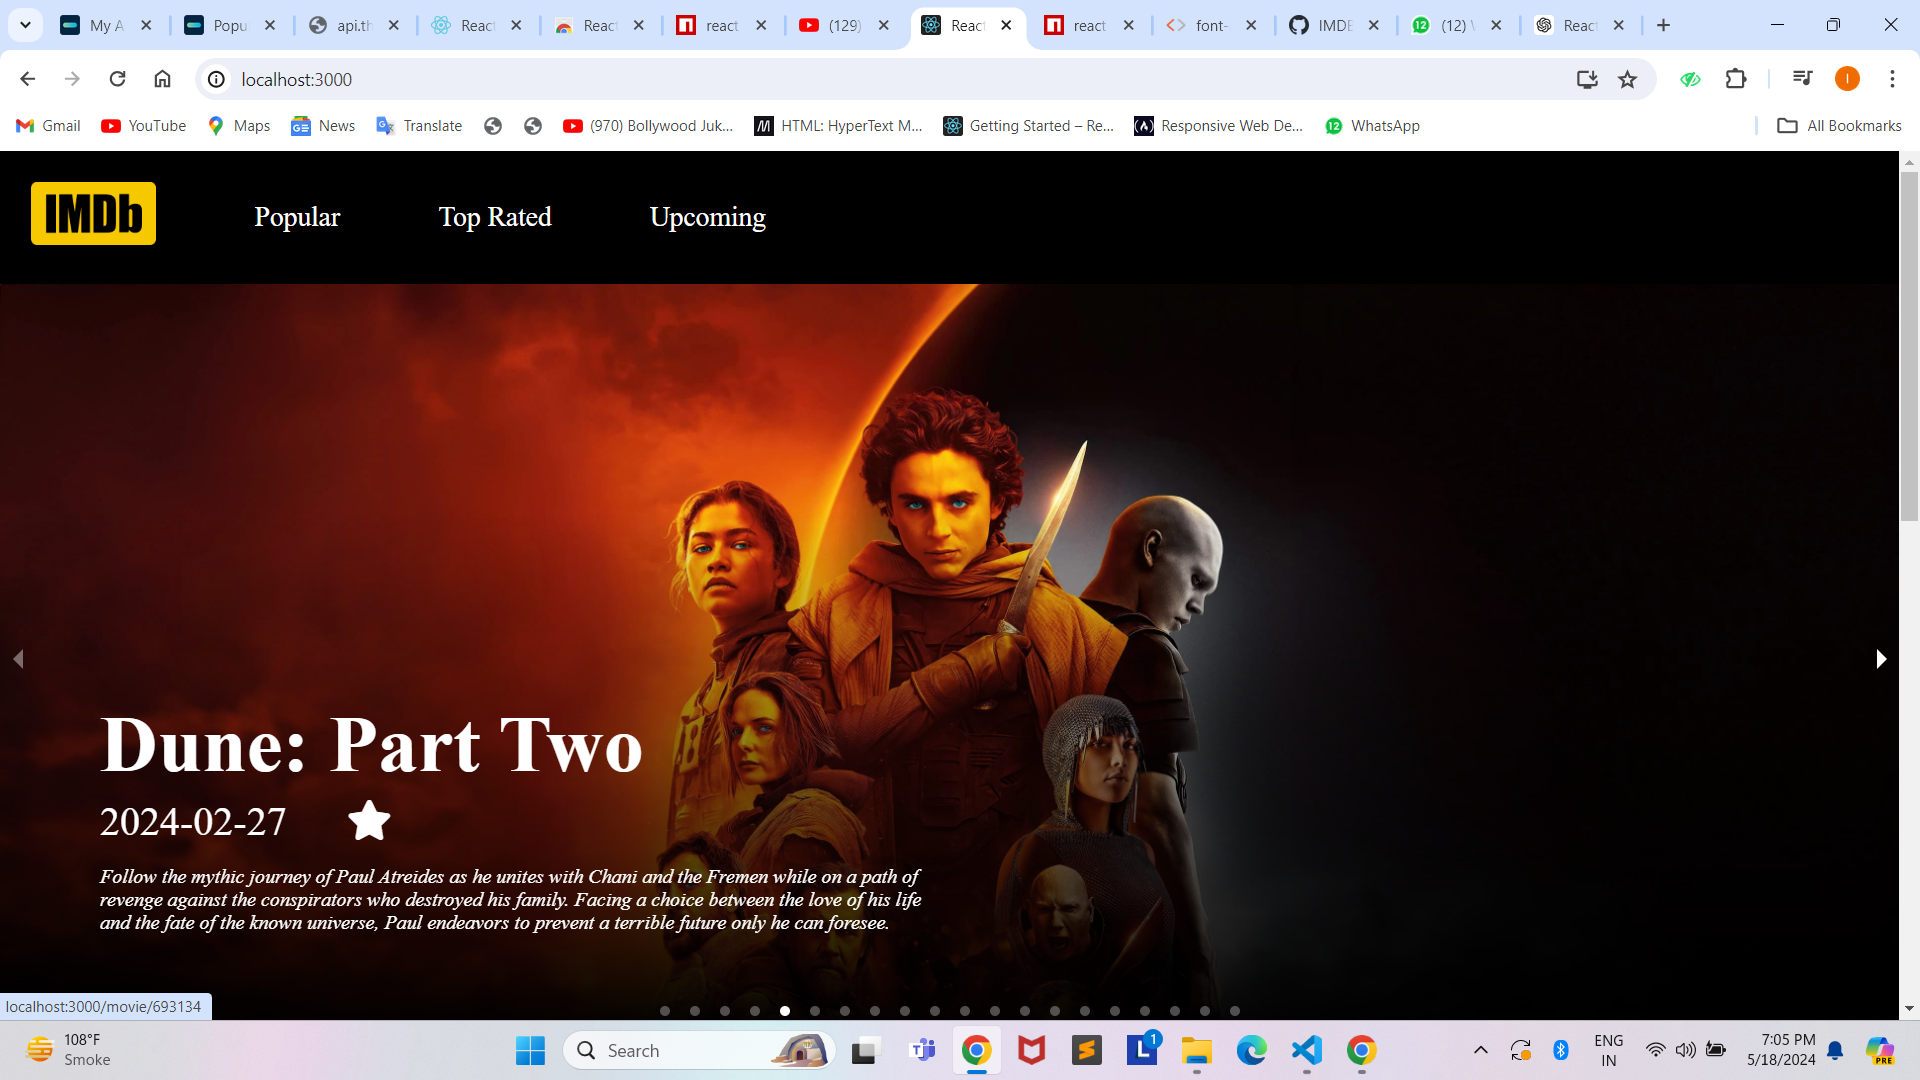 My A
Popu
api.th
React
React
react
(129)
React
react
font-
IMDB
(12) W
React
localhost:3000
Gmail
YouTube
Maps
News
Translate
(970) Bollywood Juk...
HTML: HyperText M...
Getting Started – Re...
Responsive Web De...
12
WhatsApp
All Bookmarks
IMDb
Popular
Top Rated
Upcoming
Dune: Part Two
2024-02-27
Follow the mythic journey of Paul Atreides as he unites with Chani and the Fremen while on a path of
revenge against the conspirators who destroyed his family. Facing a choice between the love of his life
and the fate of the known universe, Paul endeavors to prevent a terrible future only he can foresee.
localhost:3000/movie/693134
108°F
Smoke
Search
1
ENG
IN
7:05 PM
5/18/2024
PRE